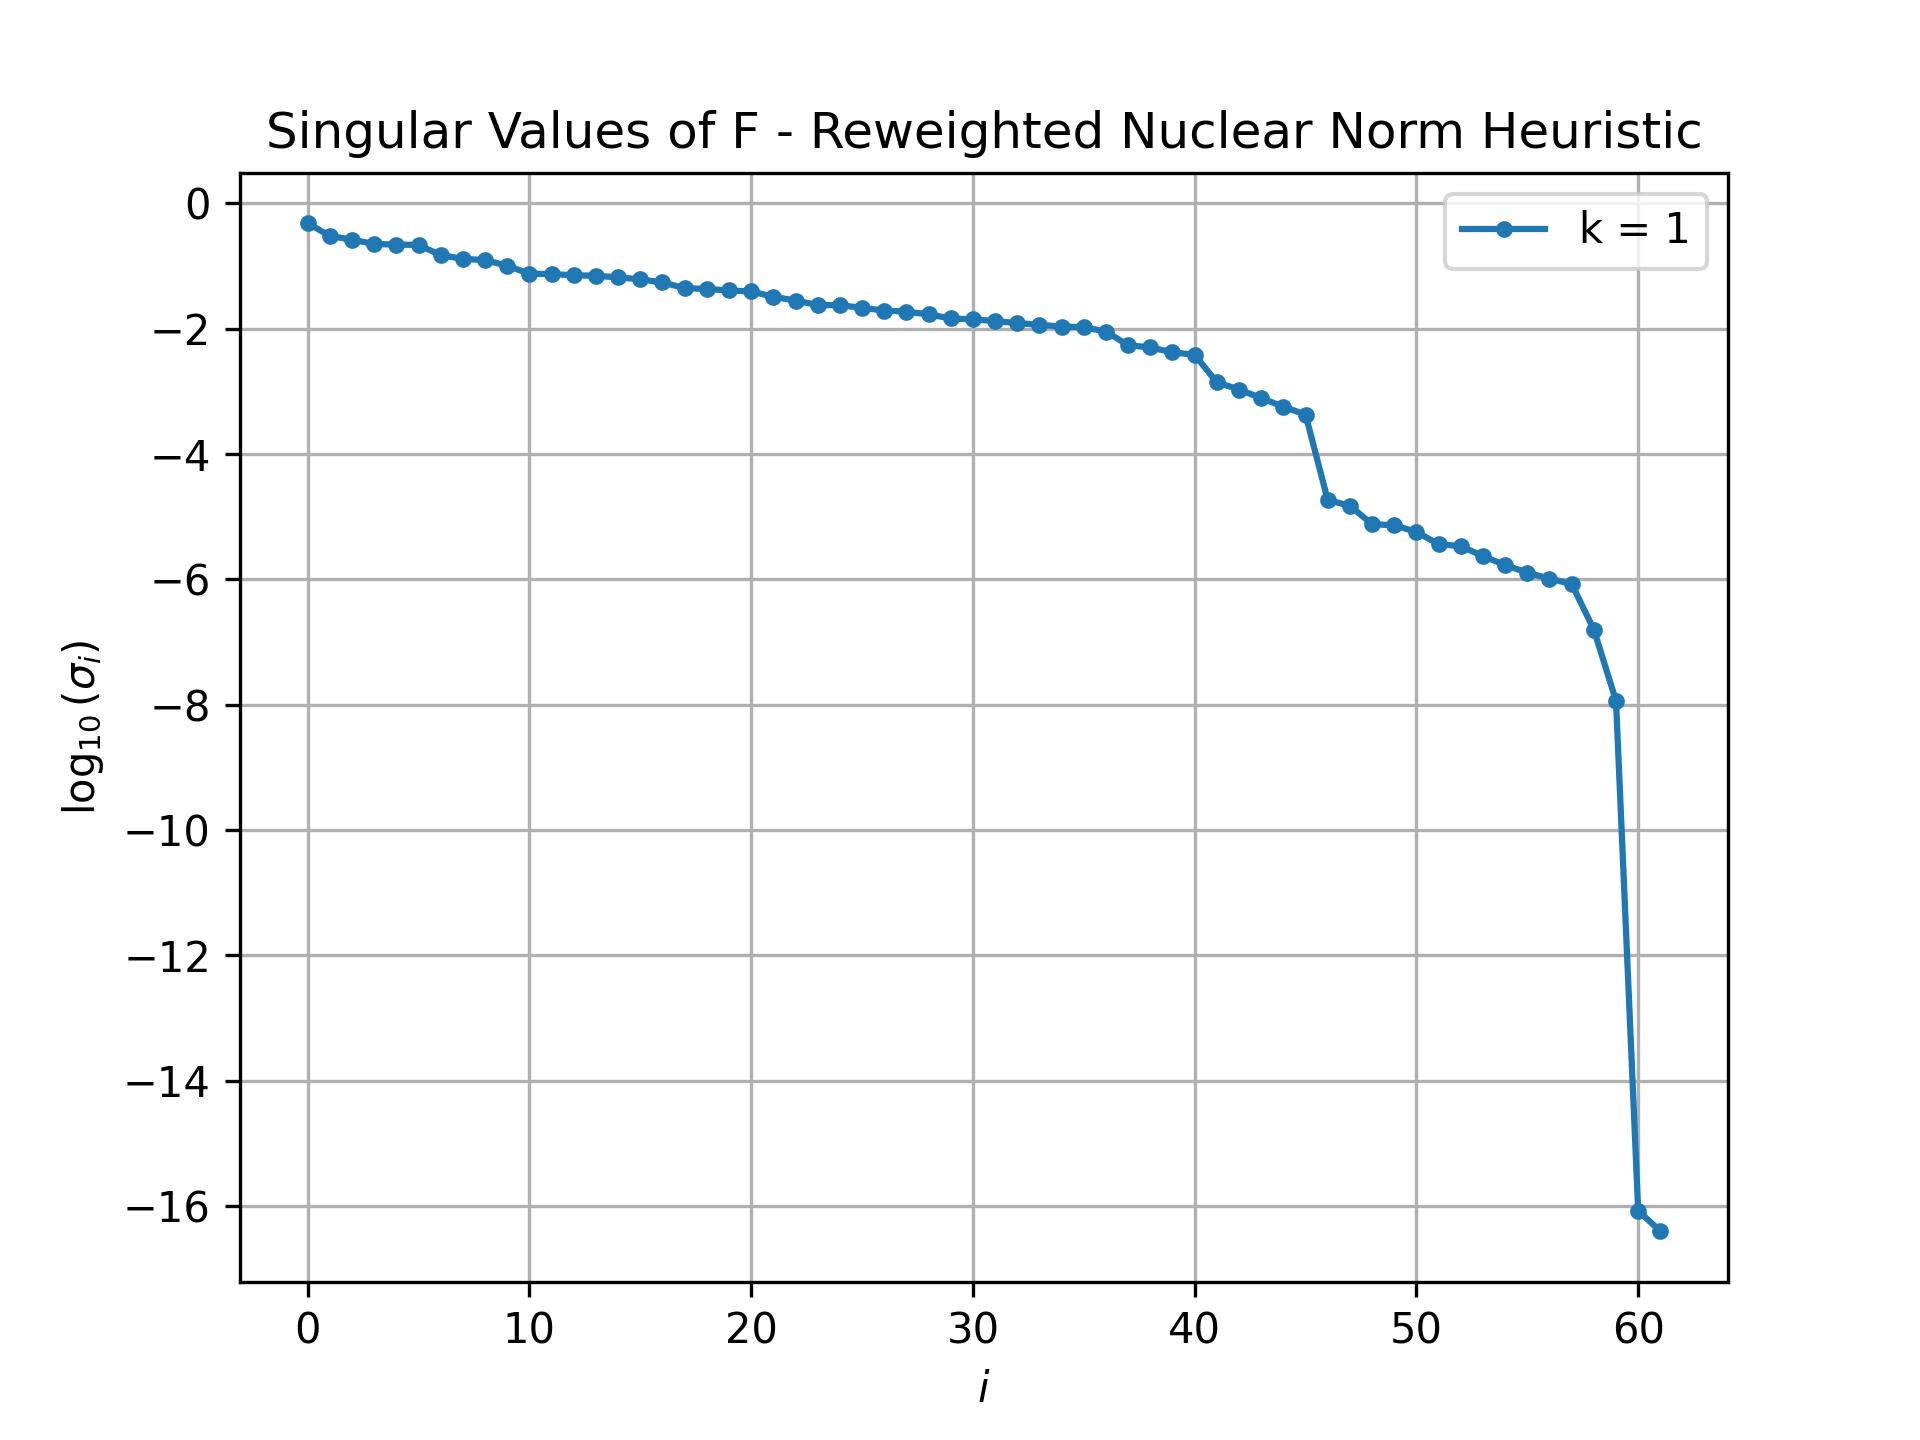 Singular Values of F - Reweighted Nuclear Norm Heuristic
k = 1
0
−2
−4
−6
−8
−10
−12
−14
−16
log₁₀(σᵢ)
0 10 20 30 40 50 60
i